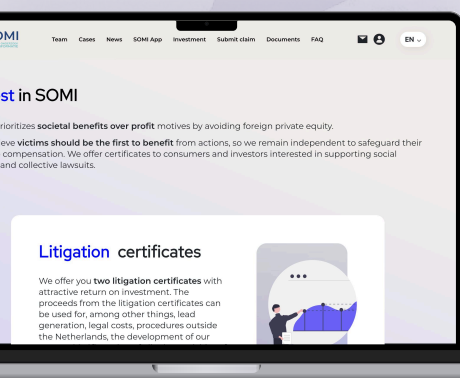 OMI Team Cases News SOMI App Investment Submit claim Documents FAQ EN
st in SOMI
rioritizes societal benefits over profit motives by avoiding foreign private equity.
eve victims should be the first to benefit from actions, so we remain independent to safeguard their
compensation. We offer certificates to consumers and investors interested in supporting social
and collective lawsuits.
Litigation certificates
We offer you two litigation certificates with
attractive return on investment. The
proceeds from the litigation certificates can
be used for, among other things, lead
generation, legal costs, procedures outside
the Netherlands, the development of our